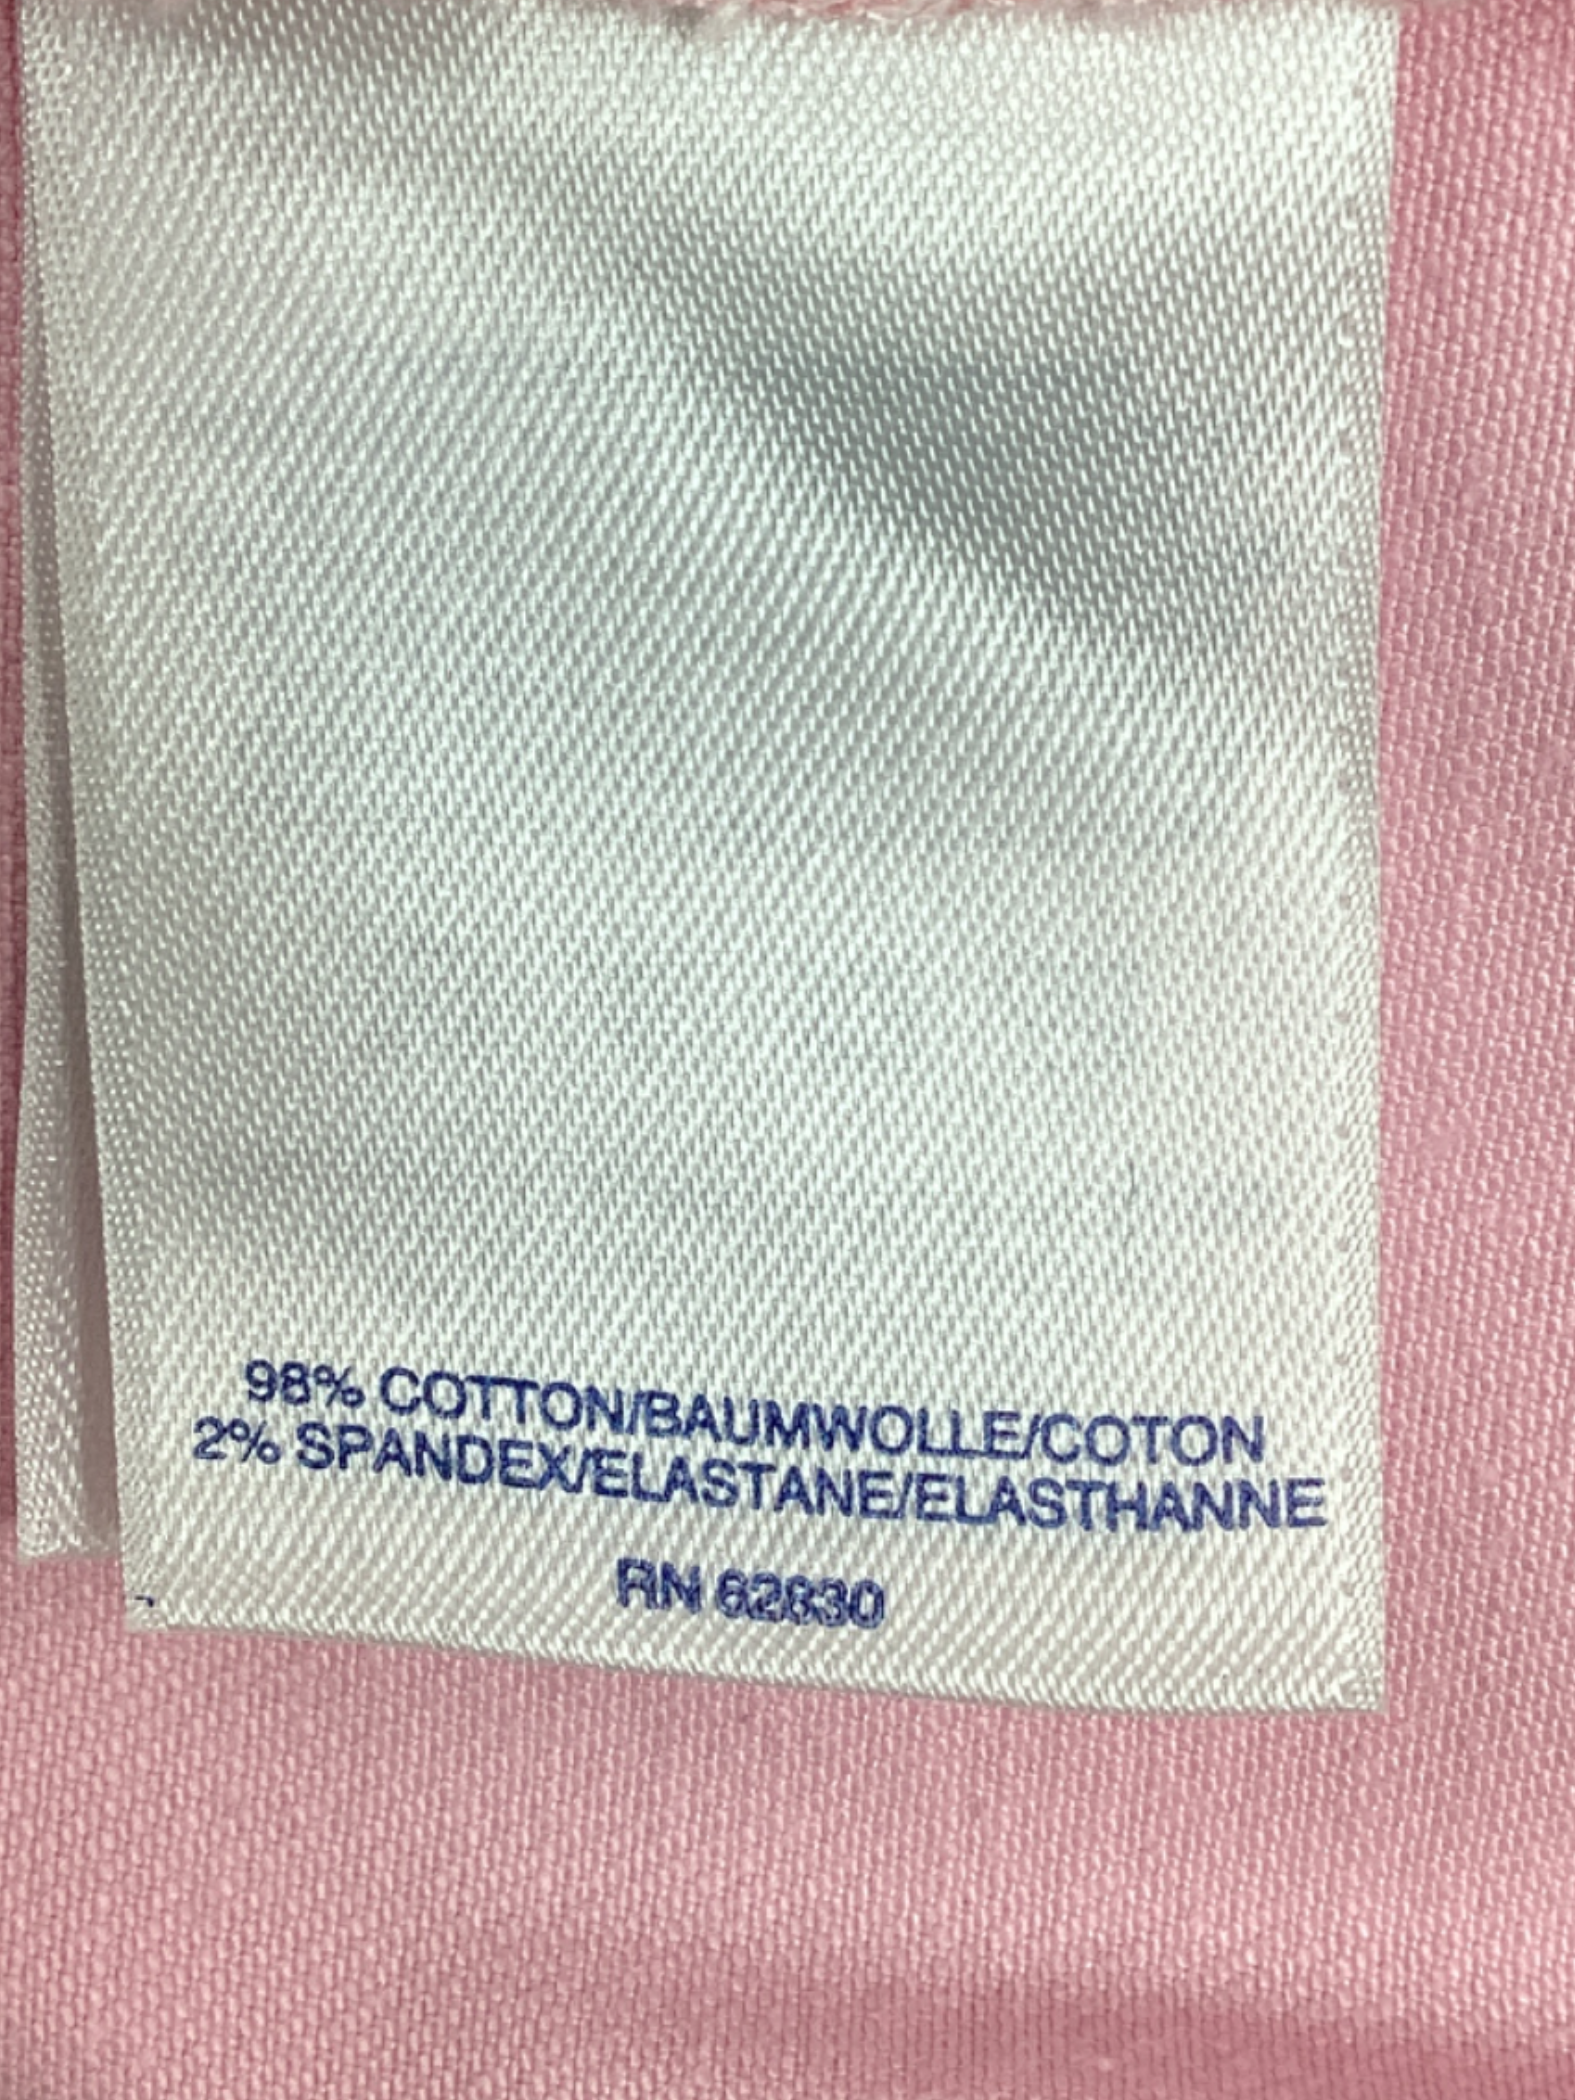 98% COTTON/BAUMWOLLE/COTON
2% SPANDEX/ELASTANE/ELASTHANNE
RN 62830